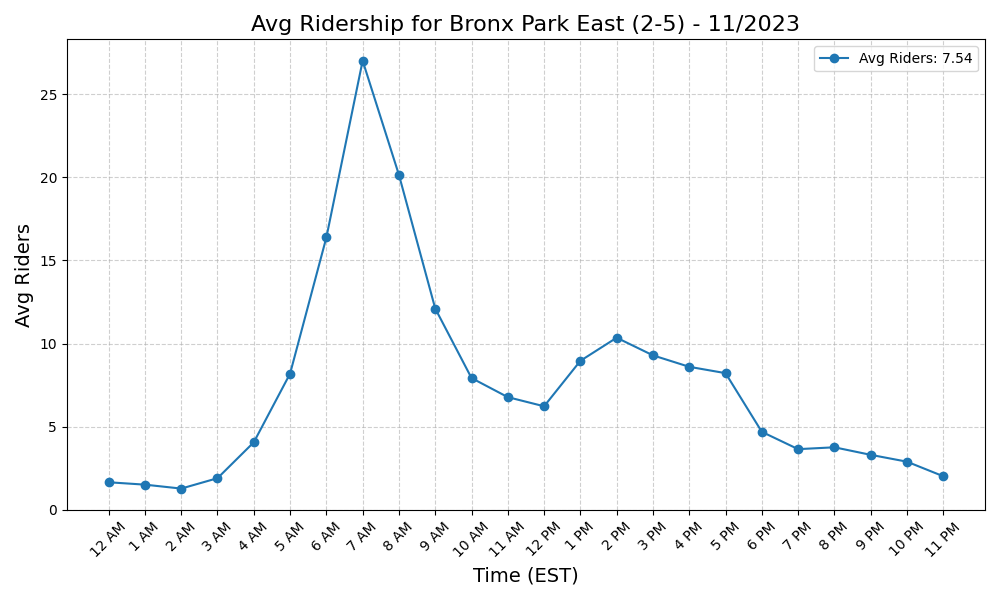 Avg Ridership for Bronx Park East (2-5) - 11/2023
Avg Riders: 7.54
Avg Riders
25
20
15
10
5
0
12 AM
1 AM
2 AM
3 AM
4 AM
5 AM
6 AM
7 AM
8 AM
9 AM
10 AM
11 AM
12 PM
1 PM
2 PM
3 PM
4 PM
5 PM
6 PM
7 PM
8 PM
9 PM
10 PM
11 PM
Time (EST)